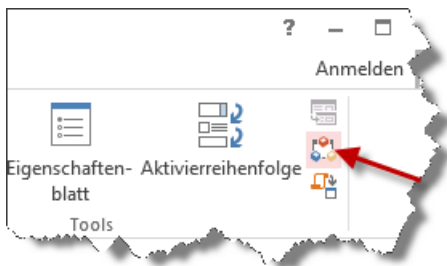 ?
Anmelden
Eigenschaften-
blatt
Aktivierreihenfolge
Tools